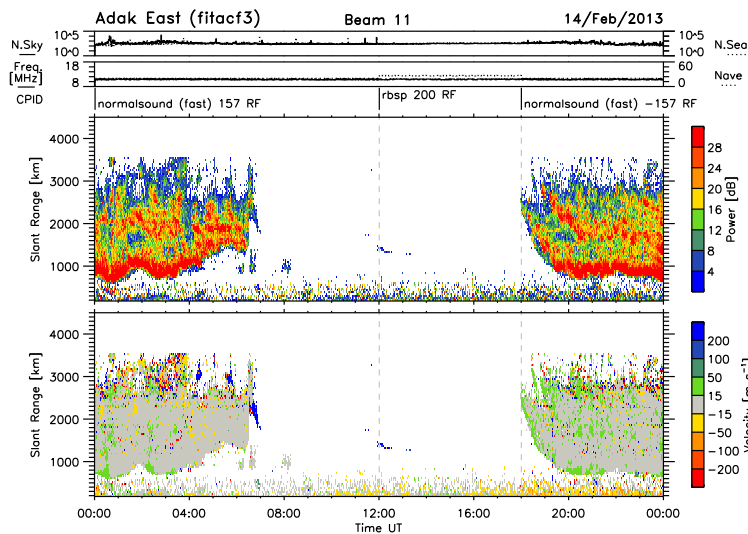 Adak East (fitacf3) Beam 11 14/Feb/2013
N.Sky 10^5 10^0 10^5 10^0 N.Sea
Freq. [MHz] 18 8 60 0 Nave
CPID normalsound (fast) 157 RF rbsp 200 RF normalsound (fast) -157 RF
Slant Range [km]
4000
3000
2000
1000
28
24
20
16
12
8
4
Power [dB]
Slant Range [km]
4000
3000
2000
1000
200
100
50
15
-15
-50
-100
-200
Velocity [m s^-1]
00:00 04:00 08:00 12:00 16:00 20:00 00:00
Time UT